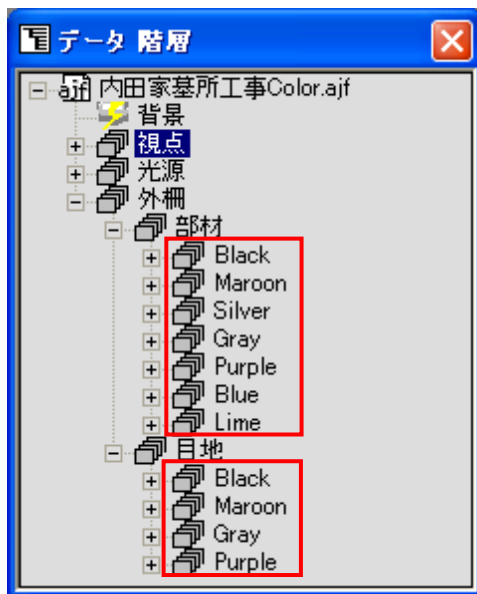 データ 階層
ajf 内田家墓所工事Color.ajf
背景
視点
光源
外柵
部材
Black
Maroon
Silver
Gray
Purple
Blue
Lime
目地
Black
Maroon
Gray
Purple